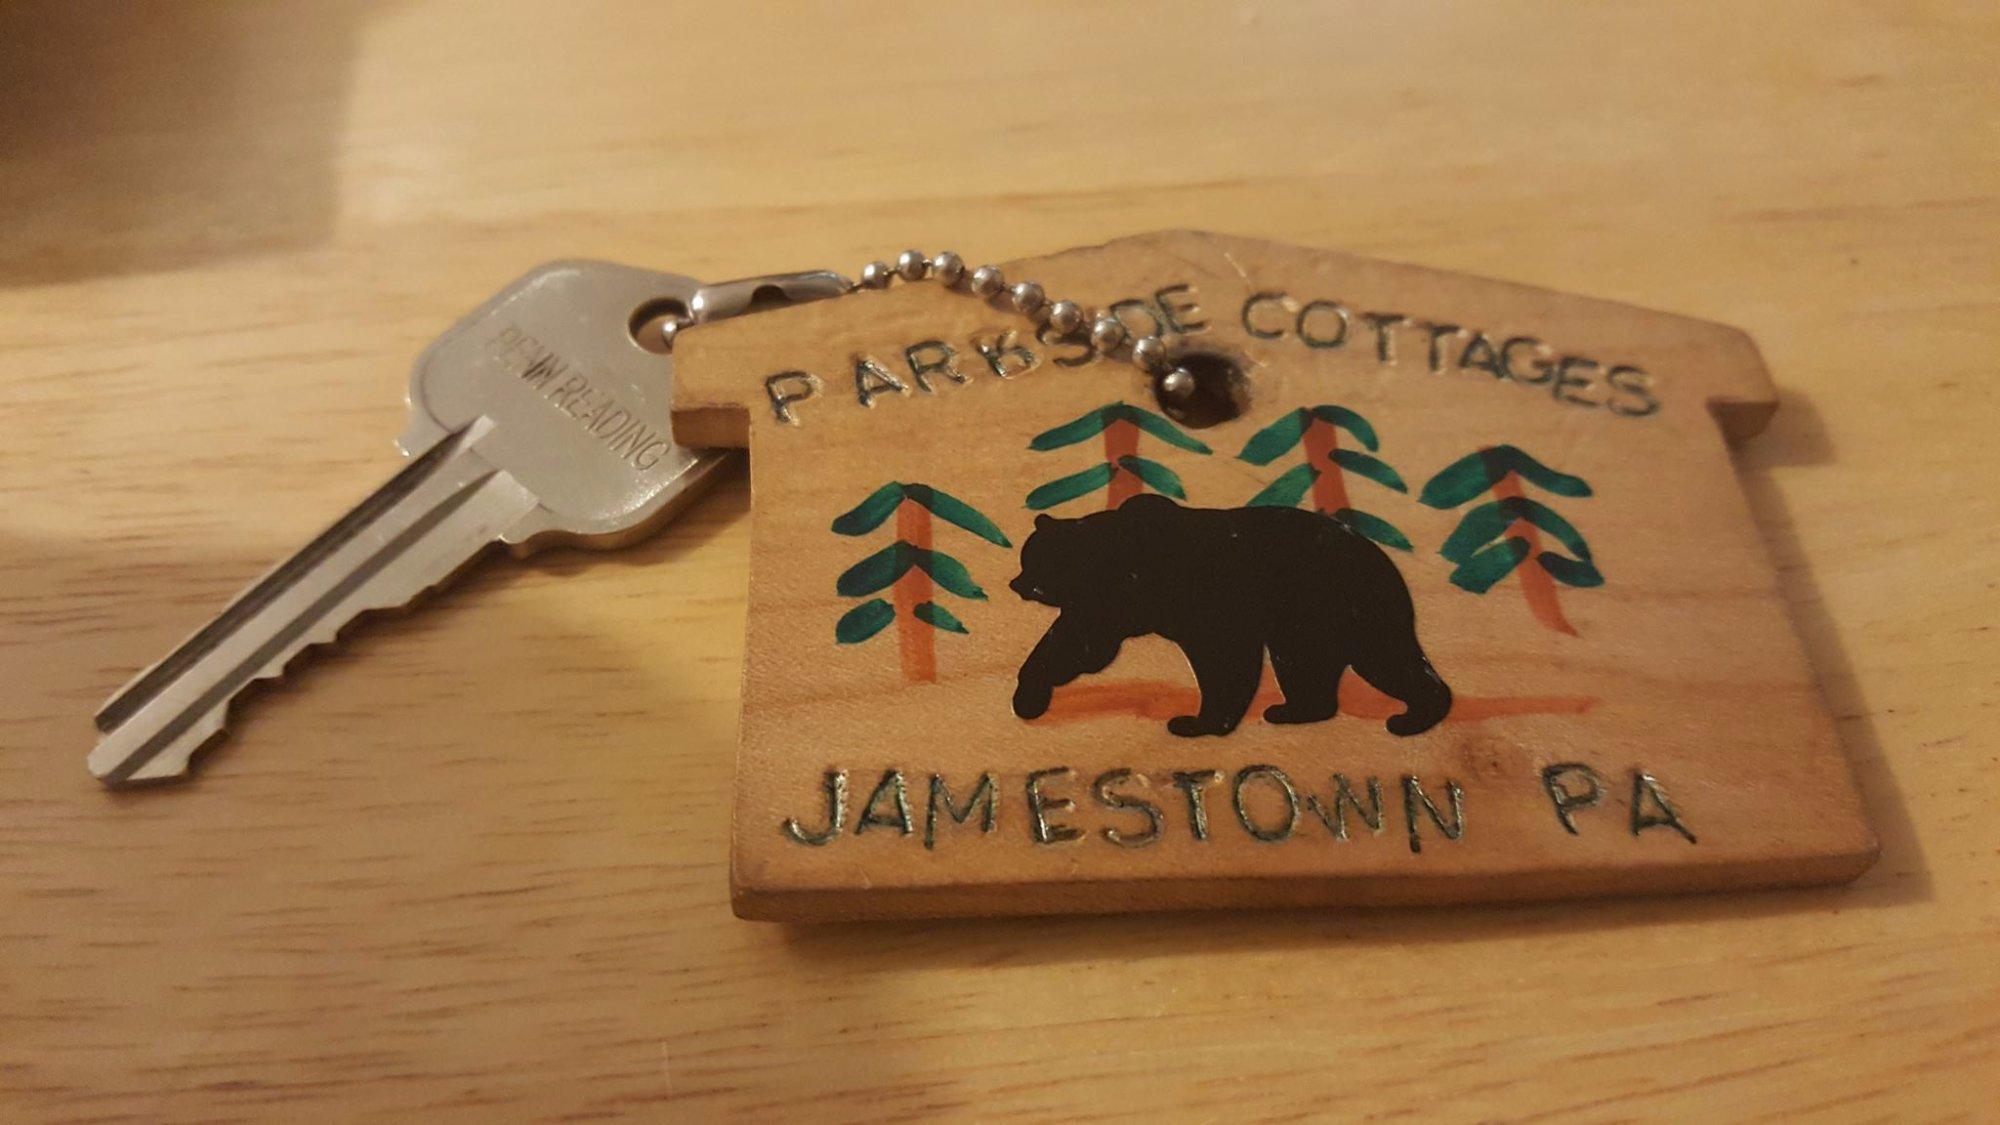 PENN READING
PARKSIDE COTTAGES
JAMESTOWN PA